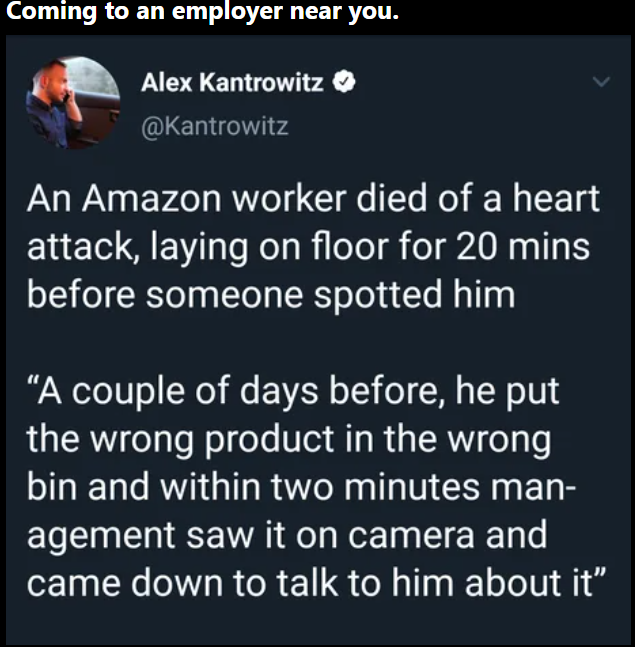 Coming to an employer near you.
Alex Kantrowitz
@Kantrowitz
An Amazon worker died of a heart
attack, laying on floor for 20 mins
before someone spotted him
“A couple of days before, he put
the wrong product in the wrong
bin and within two minutes man-
agement saw it on camera and
came down to talk to him about it”